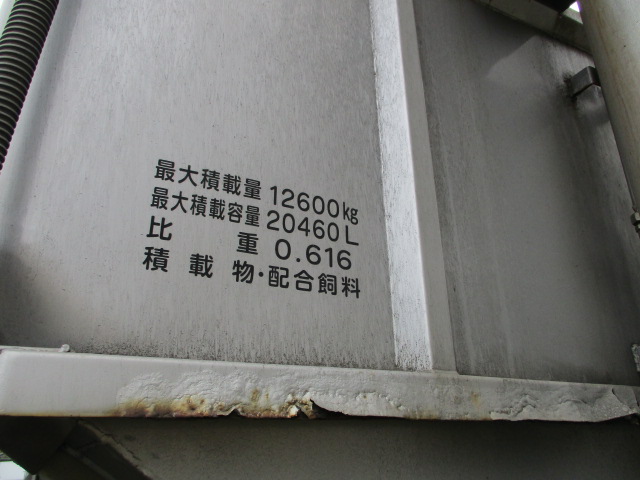 最大積載量 12600kg
最大積載容量 20460L
比 重 0.616
積載物・配合飼料